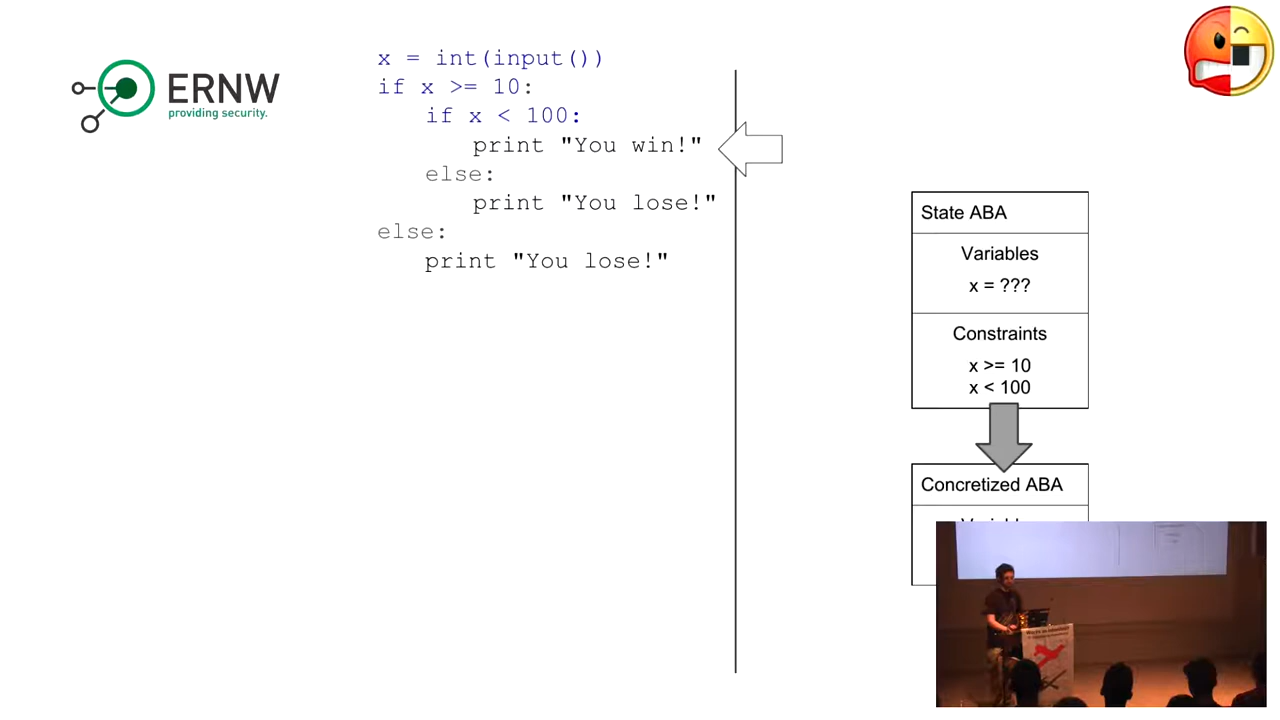 ERNW
providing security.
x = int(input())
if x >= 10:
if x < 100:
print "You win!"
else:
print "You lose!"
else:
print "You lose!"
State ABA
Variables
x = ???
Constraints
x >= 10
x < 100
Concretized ABA